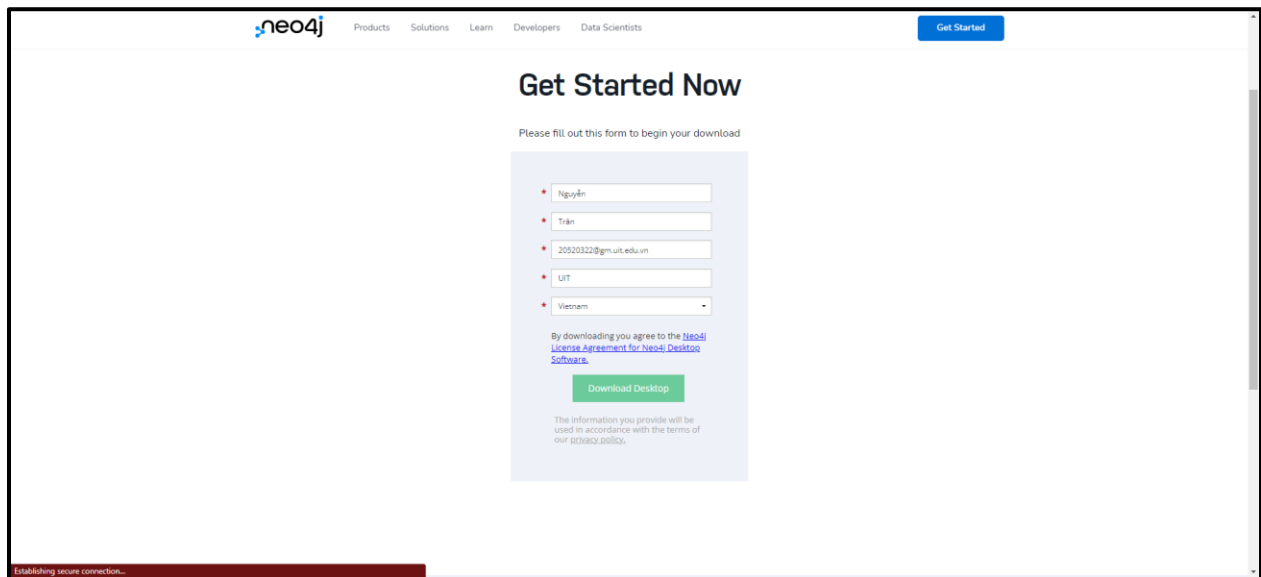 neo4j Products Solutions Learn Developers Data Scientists Get Started
Get Started Now
Please fill out this form to begin your download
* Nguyễn
* Trân
* 20520322@gm.uit.edu.vn
* UIT
* Vietnam
By downloading you agree to the Neo4j
License Agreement for Neo4j Desktop
Software.
Download Desktop
The information you provide will be
used in accordance with the terms of
our privacy policy.
Establishing secure connection...